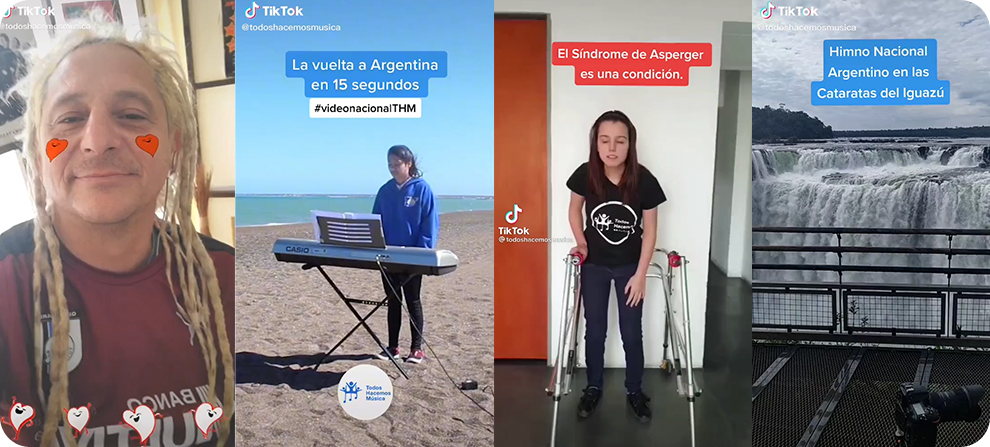 TikTok
@todoshacemosmusica
BANCO
TikTok
@todoshacemosmusica
La vuelta a Argentina
en 15 segundos
#videonacionalTHM
CASIO
Todos
Hacemos
Música
El Síndrome de Asperger
es una condición.
Todos
Hacemos
Música
TikTok
@todoshacemosmusica
TikTok
@todoshacemosmusica
Himno Nacional
Argentino en las
Cataratas del Iguazú